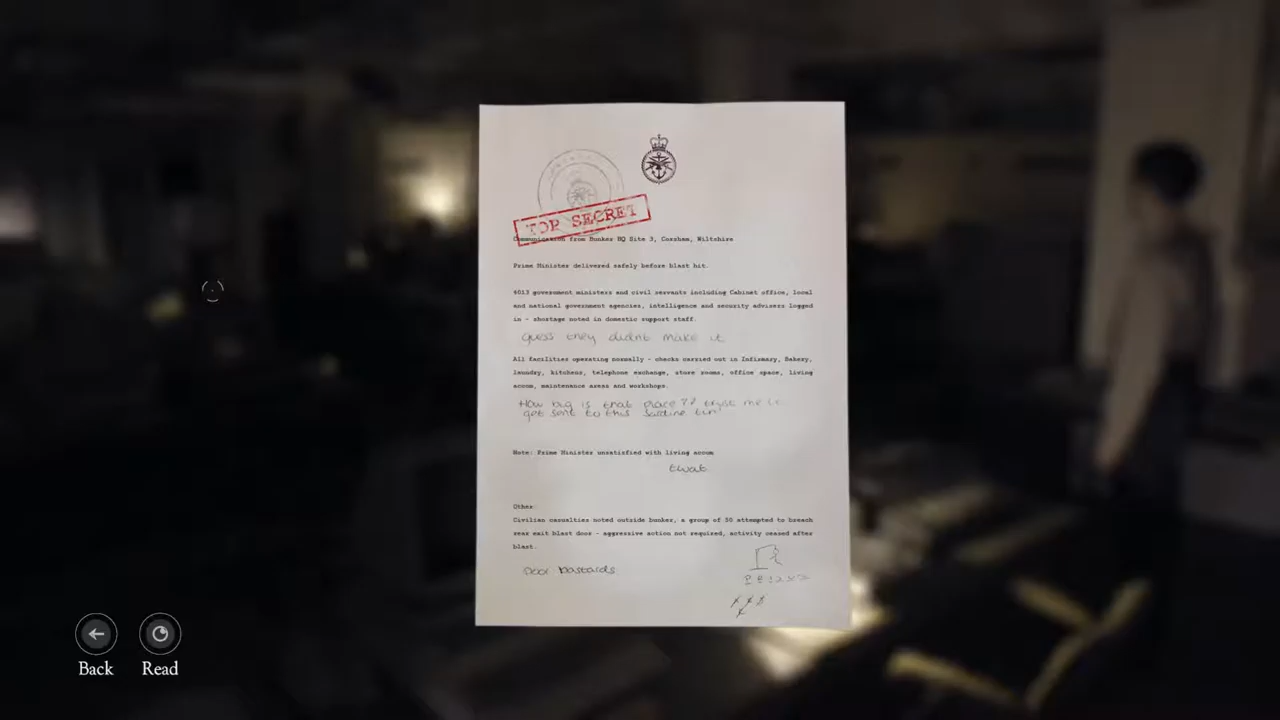 TOP SECRET
Communication from Bunker HQ Site 3, Corsham, Wiltshire
Prime Minister delivered safely before blast hit.
4013 government ministers and civil servants including Cabinet office, local
and national government agencies, intelligence and security advisers logged
in - shortage noted in domestic support staff.
guess they didnt make it
All facilities operating normally - checks carried out in Infirmary, Bakery,
laundry, kitchens, telephone exchange, store rooms, office space, living
accom, maintenance areas and workshops.
How big is that place?? trust me to
get sent to this sardine tin
Note: Prime Minister unsatisfied with living accom
twat
Other:
Civilian casualties noted outside bunker, a group of 30 attempted to breach
rear exit blast door - aggressive action not required, activity ceased after
blast.
Poor bastards
Back
Read